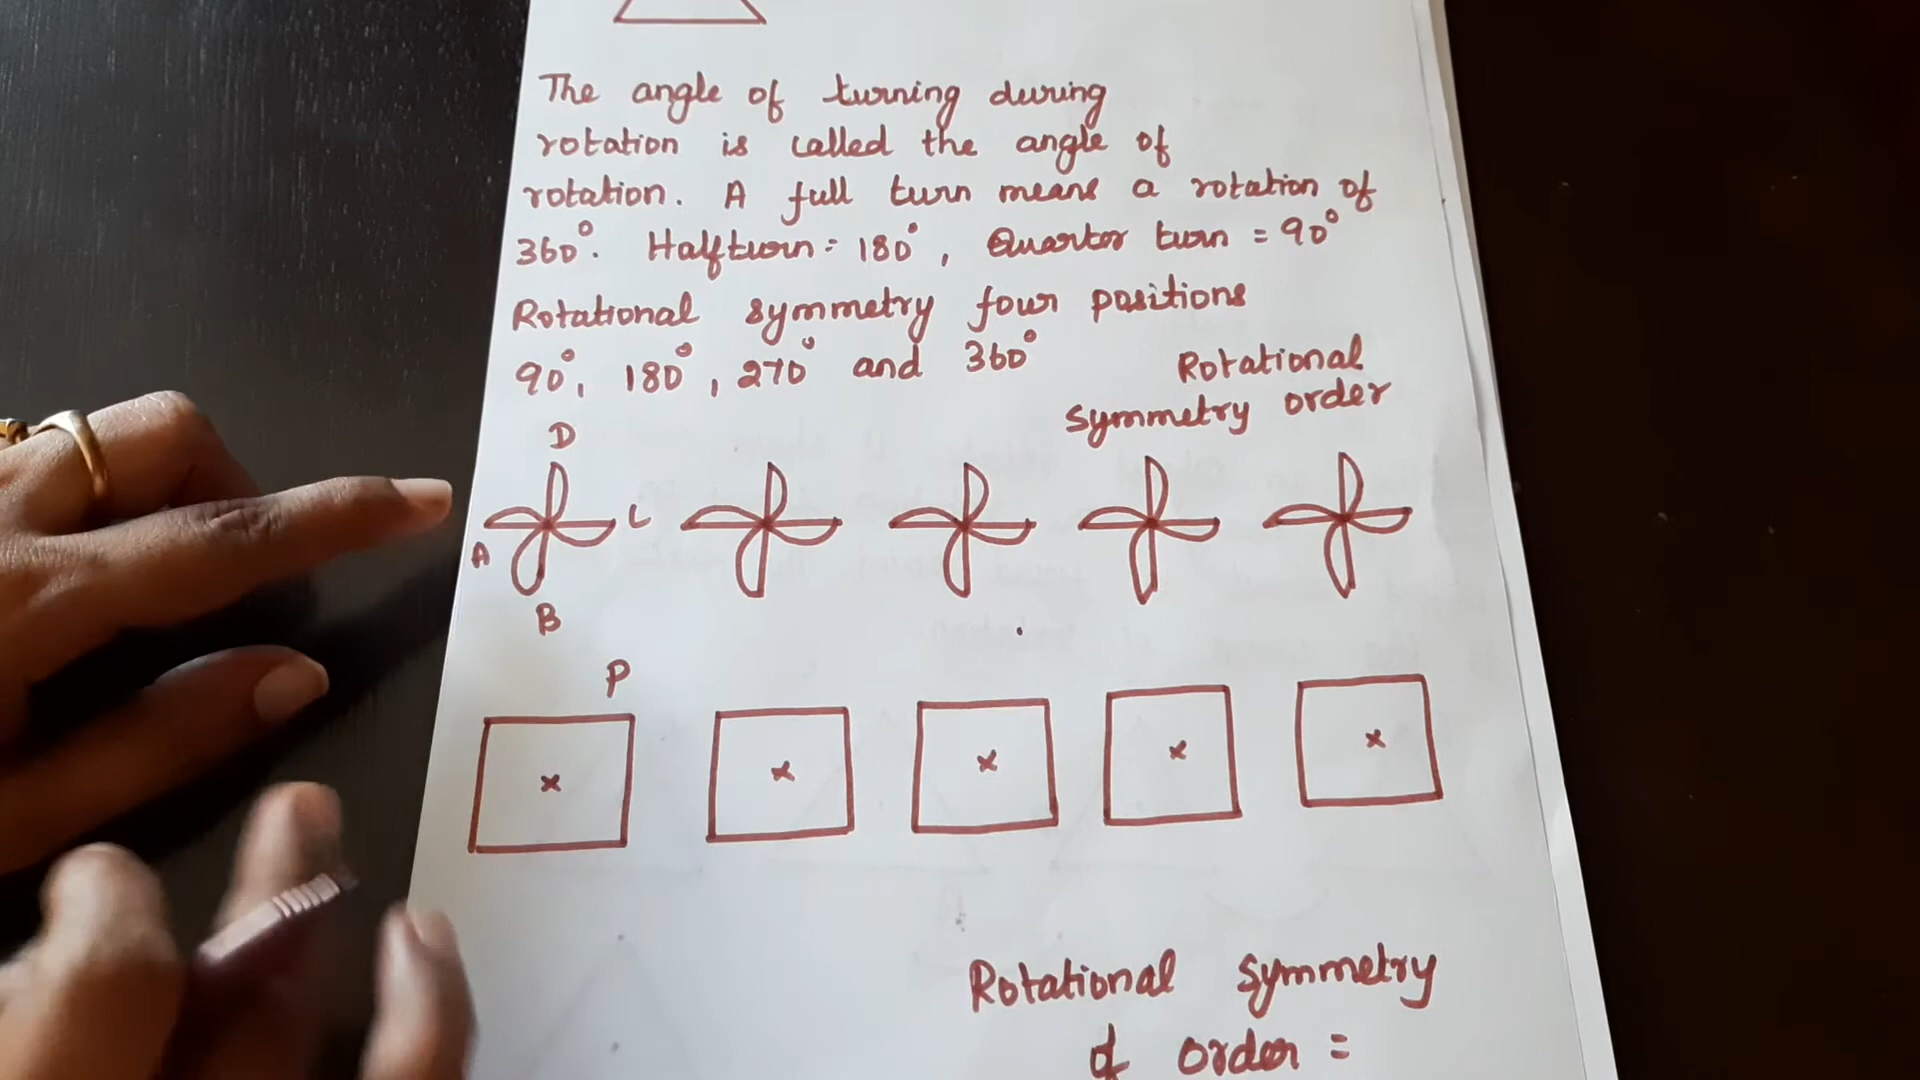 The angle of turning during
rotation is called the angle of
rotation. A full turn means a rotation of
360°. Halfturn = 180°, Quarter turn = 90°
Rotational symmetry four positions
90°, 180°, 270° and 360°
Rotational
Symmetry order
D
A
C
B
P
x x x x x
Rotational Symmetry
of order =